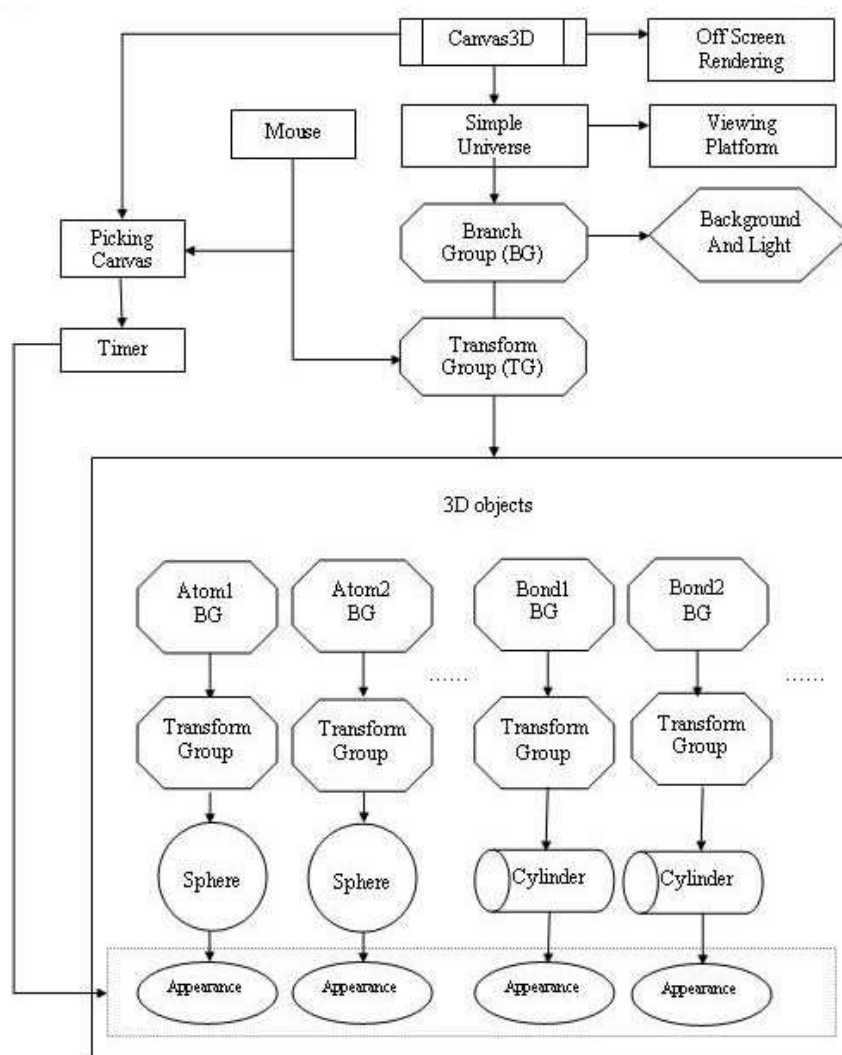 Canvas3D
Off Screen
Rendering
Mouse
Simple
Universe
Viewing
Platform
Picking
Canvas
Branch
Group (BG)
Background
And Light
Timer
Transform
Group (TG)
3D objects
Atom1
BG
Atom2
BG
Bond1
BG
Bond2
BG
......
......
Transform
Group
Transform
Group
Transform
Group
Transform
Group
Sphere
Sphere
Cylinder
Cylinder
Appearance
Appearance
Appearance
Appearance